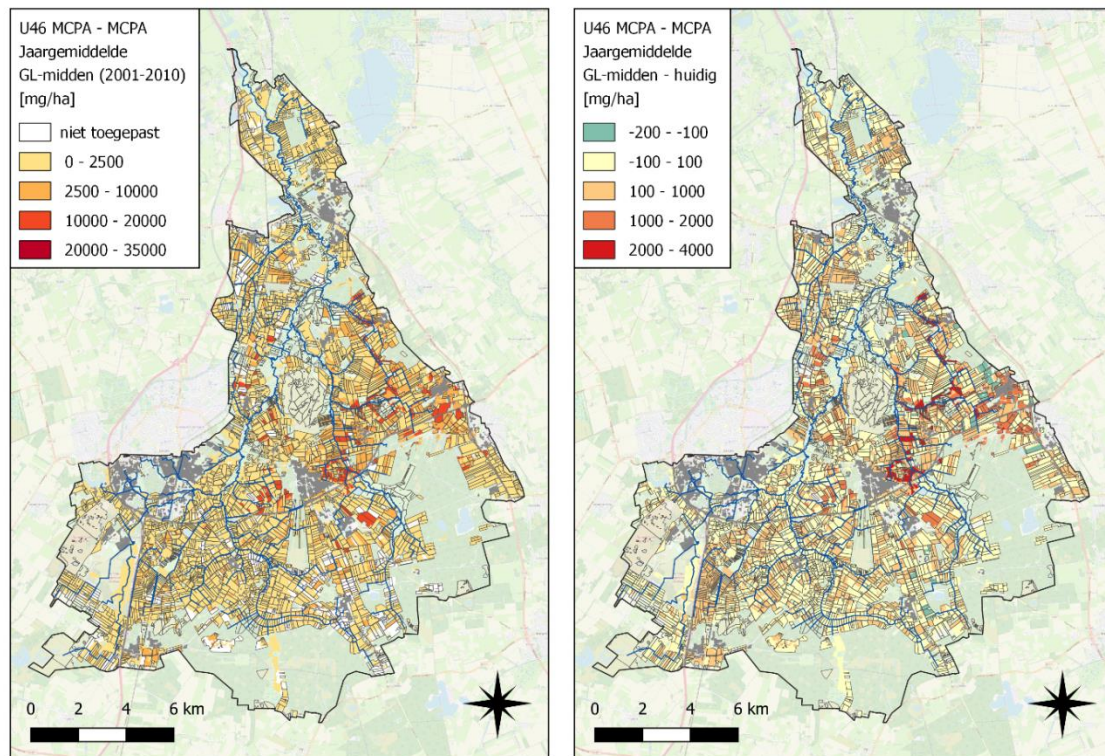 U46 MCPA - MCPA
Jaargemiddelde
GL-midden (2001-2010)
[mg/ha]
niet toegepast
0 - 2500
2500 - 10000
10000 - 20000
20000 - 35000
0 2 4 6 km
U46 MCPA - MCPA
Jaargemiddelde
GL-midden - huidig
[mg/ha]
-200 - -100
-100 - 100
100 - 1000
1000 - 2000
2000 - 4000
0 2 4 6 km